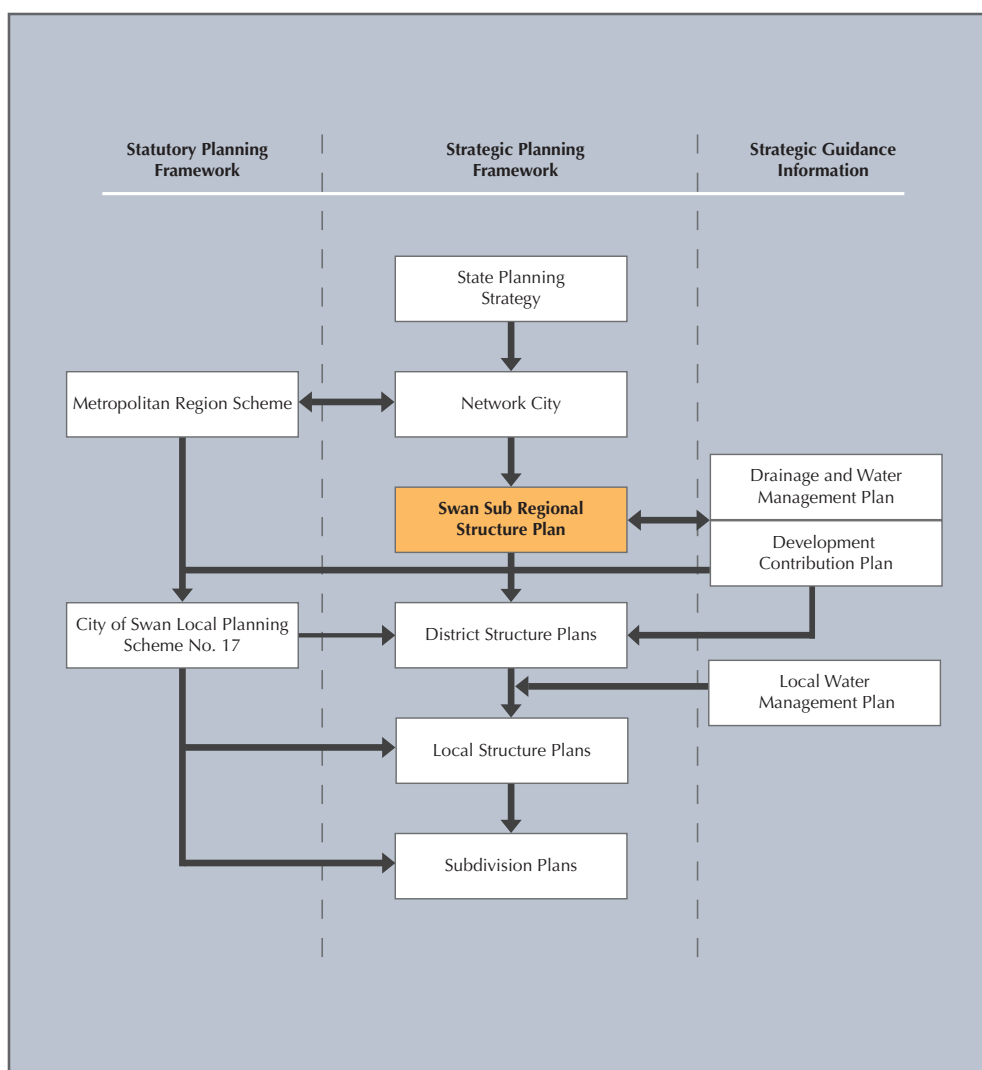 Statutory Planning
Framework
Strategic Planning
Framework
Strategic Guidance
Information
State Planning
Strategy
Metropolitan Region Scheme
Network City
Swan Sub Regional
Structure Plan
Drainage and Water
Management Plan
Development
Contribution Plan
City of Swan Local Planning
Scheme No. 17
District Structure Plans
Local Water
Management Plan
Local Structure Plans
Subdivision Plans